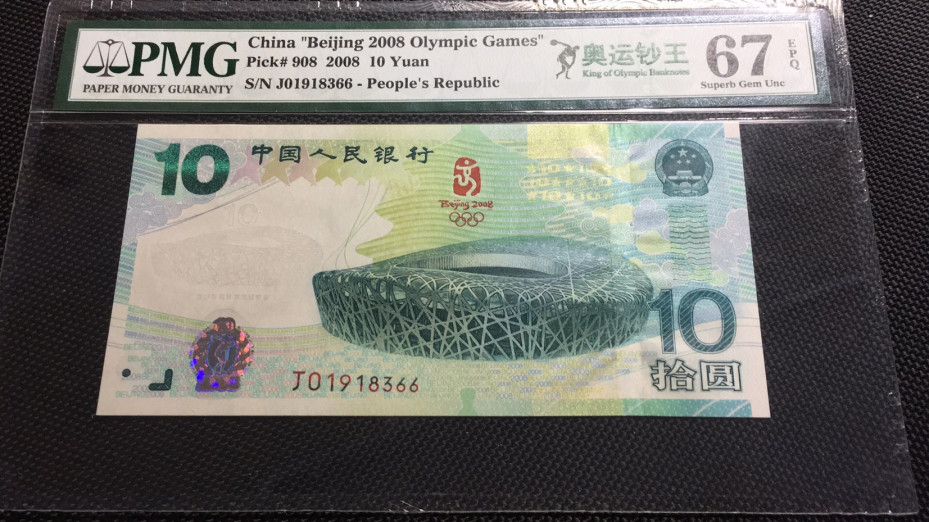 PMG
PAPER MONEY GUARANTY
China "Beijing 2008 Olympic Games"
Pick# 908 2008 10 Yuan
S/N J01918366 - People's Republic
奥运钞王
King of Olympic Banknotes
67
EPQ
Superb Gem Unc
10
中国人民银行
Beijing 2008
10
拾圆
J01918366